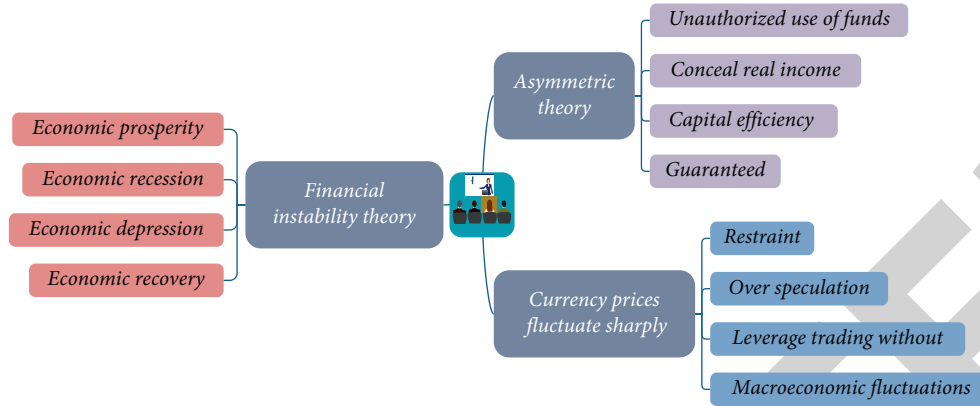 Economic prosperity
Economic recession
Economic depression
Economic recovery
Financial
instability theory
Asymmetric
theory
Unauthorized use of funds
Conceal real income
Capital efficiency
Guaranteed
Currency prices
fluctuate sharply
Restraint
Over speculation
Leverage trading without
Macroeconomic fluctuations